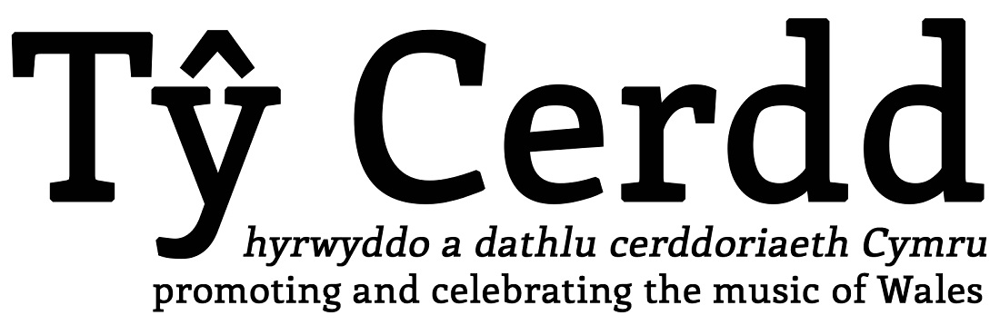 Tŷ Cerdd
hyrwyddo a dathlu cerddoriaeth Cymru
promoting and celebrating the music of Wales